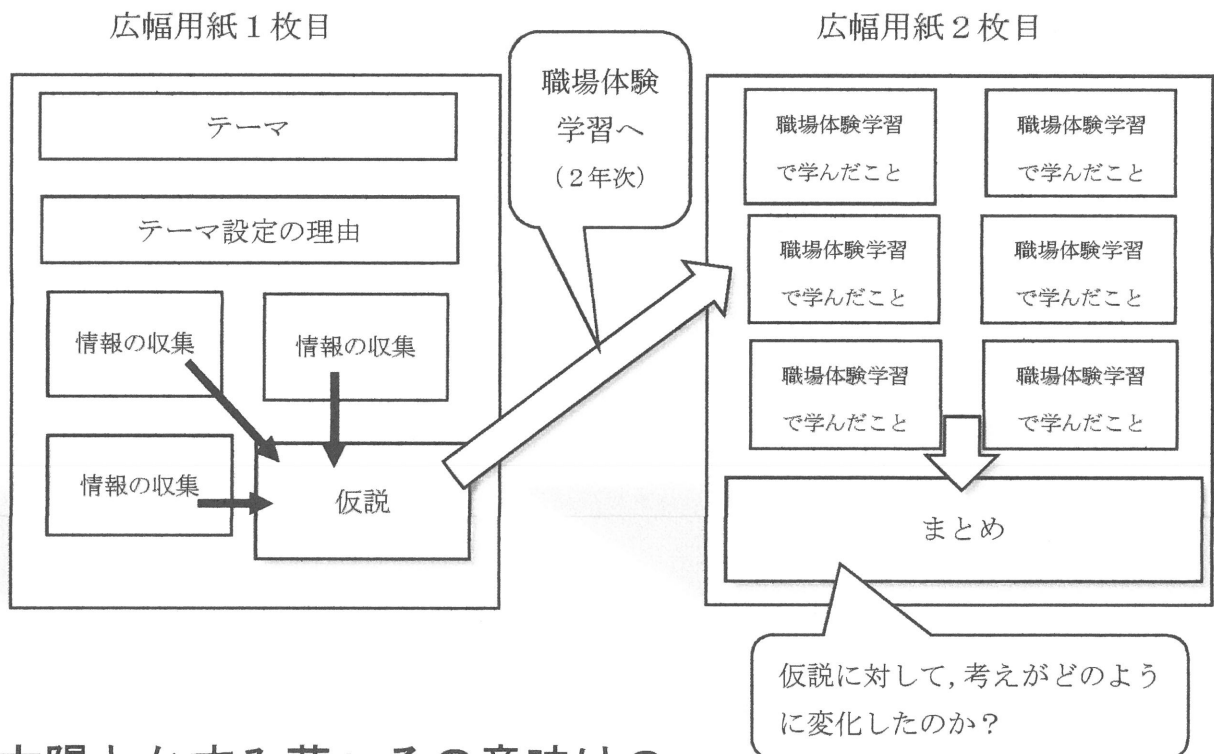 広幅用紙1枚目
テーマ
テーマ設定の理由
情報の収集
情報の収集
情報の収集
仮説
職場体験
学習へ
(2年次)
広幅用紙2枚目
職場体験学習
で学んだこと
職場体験学習
で学んだこと
職場体験学習
で学んだこと
職場体験学習
で学んだこと
職場体験学習
で学んだこと
職場体験学習
で学んだこと
まとめ
仮説に対して,考えがどのよう
に変化したのか?